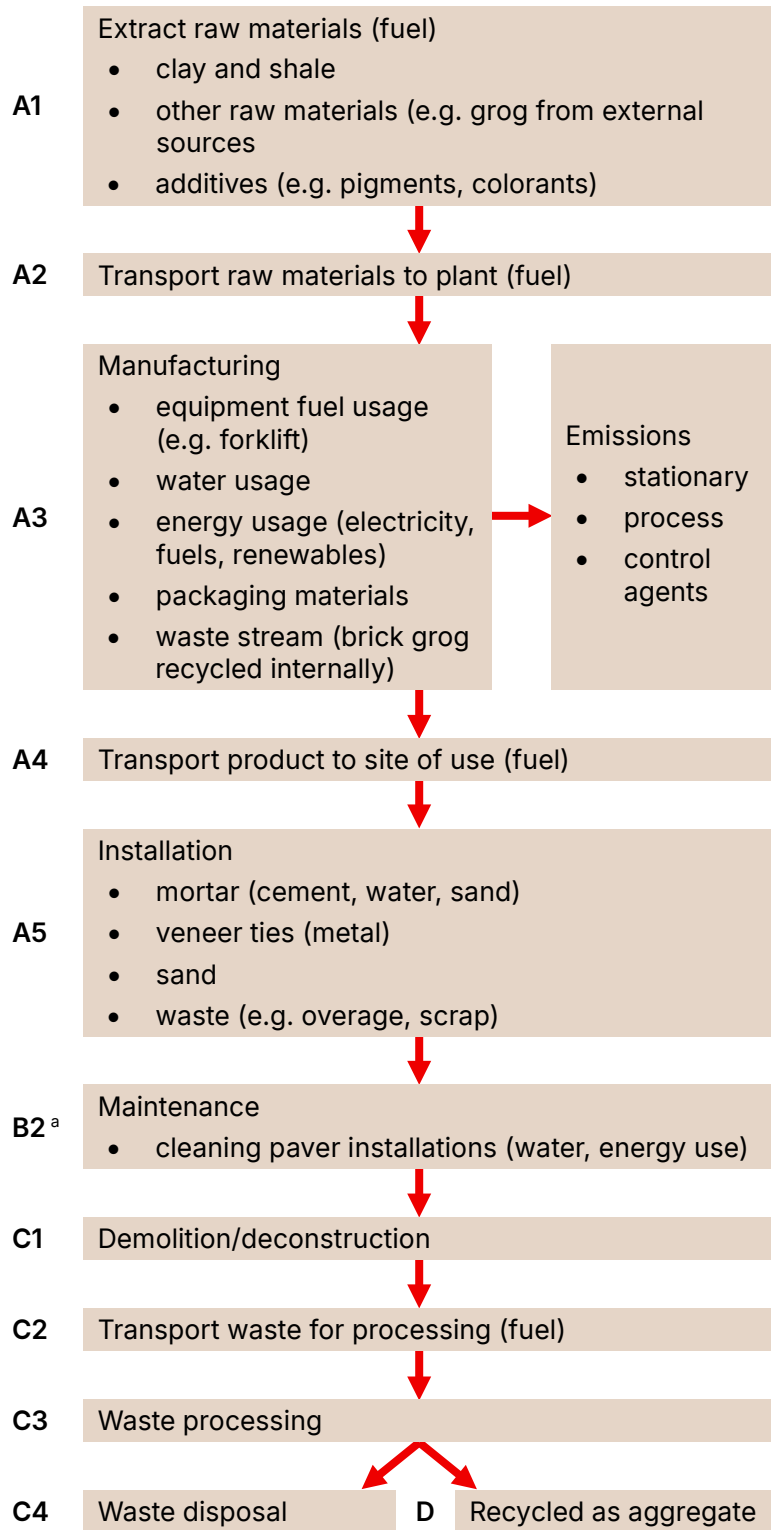 Extract raw materials (fuel)
• clay and shale
A1
• other raw materials (e.g. grog from external
sources
• additives (e.g. pigments, colorants)
A2 Transport raw materials to plant (fuel)
Manufacturing
• equipment fuel usage
(e.g. forklift)
• water usage
A3
• energy usage (electricity,
fuels, renewables)
• packaging materials
• waste stream (brick grog
recycled internally)
Emissions
• stationary
• process
• control
agents
A4 Transport product to site of use (fuel)
Installation
• mortar (cement, water, sand)
• veneer ties (metal)
A5
• sand
• waste (e.g. overage, scrap)
B2 a
Maintenance
• cleaning paver installations (water, energy use)
C1 Demolition/deconstruction
C2 Transport waste for processing (fuel)
C3 Waste processing
C4 Waste disposal
D Recycled as aggregate